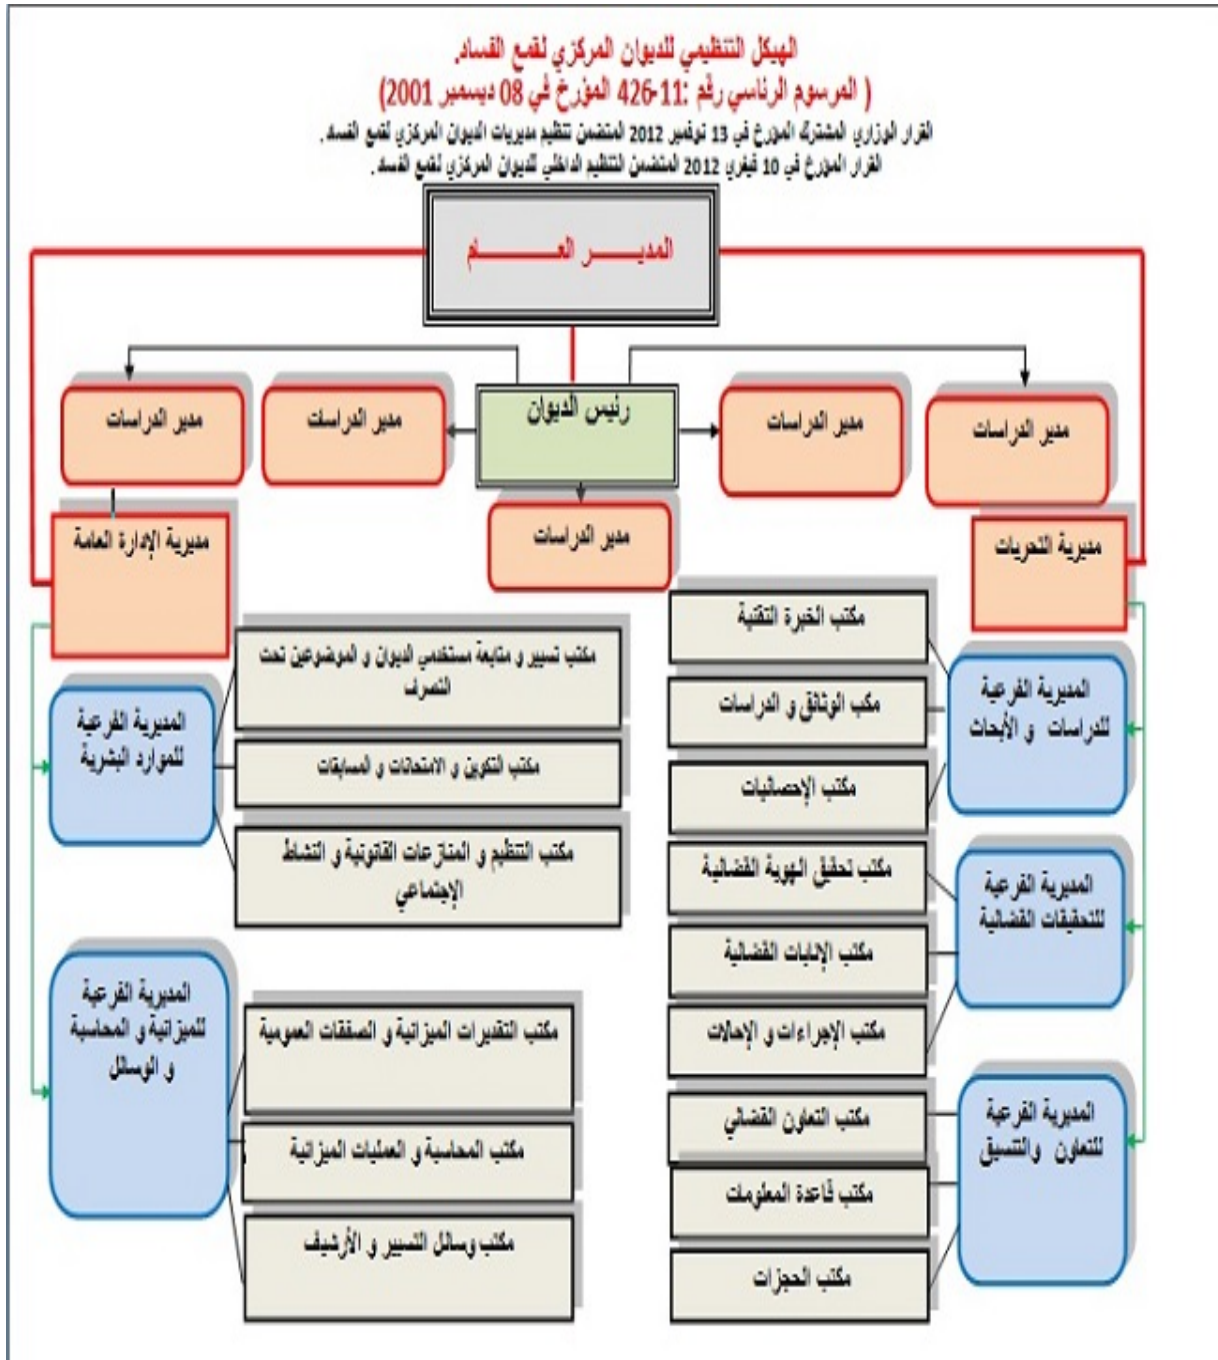 الهيكل التنظيمي للديوان المركزي لقمع الفساد.
( المرسوم الرئاسي رقم :11-426 المؤرخ في 08 ديسمبر 2001)
القرار الوزاري المشترك المؤرخ في 13 نوفمبر 2012 المتضمن تنظيم مديريات الديوان المركزي لقمع الفساد .
القرار المؤرخ في 10 فيفري 2012 المتضمن التنظيم الداخلي للديوان المركزي لقمع الفساد .
المديـــــر العـــــــام
رئيس الديوان
مدير الدراسات
مدير الدراسات
مدير الدراسات
مدير الدراسات
مدير الدراسات
مديرية التحريات
المديرية الفرعية
للدراسات و الأبحاث
مكتب الخبرة التقنية
مكب الوثائق و الدراسات
مكتب الإحصائيات
المديرية الفرعية
للتحقيقات القضائية
مكتب تحقيق الهوية القضائية
مكتب الإنابات القضائية
مكتب الإجراءات و الإحالات
المديرية الفرعية
للتعاون والتنسيق
مكتب التعاون القضائي
مكتب قاعدة المعلومات
مكتب الحجزات
مديرية الإدارة العامة
المديرية الفرعية
للموارد البشرية
مكتب تسيير و متابعة مستخدمي الديوان و الموضوعين تحت
التصرف
مكتب التكوين و الامتحانات و المسابقات
مكتب التنظيم و المنازعات القانونية و النشاط
الإجتماعي
المديرية الفرعية
للميزانية و المحاسبة
و الوسائل
مكتب التقديرات الميزانية و الصفقات العمومية
مكتب المحاسبة و العمليات الميزانية
مكتب وسائل التسيير و الأرشيف